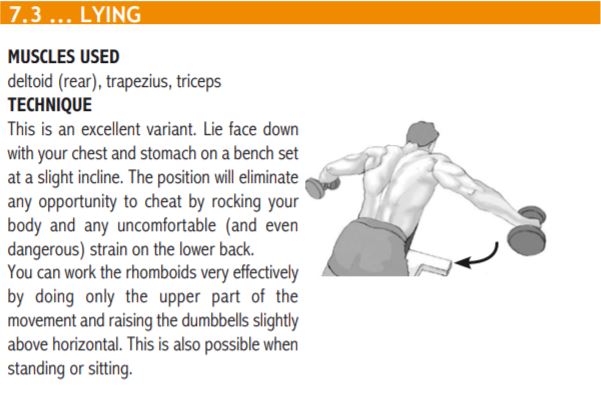 7.3 ... LYING
MUSCLES USED
deltoid (rear), trapezius, triceps
TECHNIQUE
This is an excellent variant. Lie face down
with your chest and stomach on a bench set
at a slight incline. The position will eliminate
any opportunity to cheat by rocking your
body and any uncomfortable (and even
dangerous) strain on the lower back.
You can work the rhomboids very effectively
by doing only the upper part of the
movement and raising the dumbbells slightly
above horizontal. This is also possible when
standing or sitting.